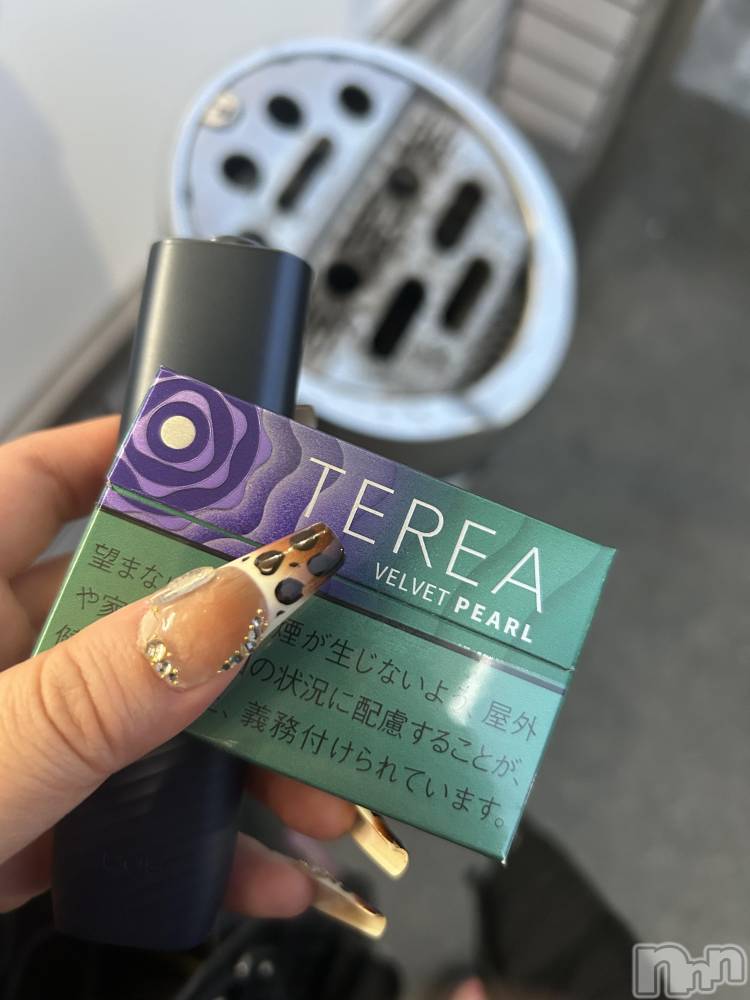 TEREA
VELVET PEARL
望まな 煙が生じないよう、屋外
や家 の状況に配慮することが、
義務付けられています。
nnn